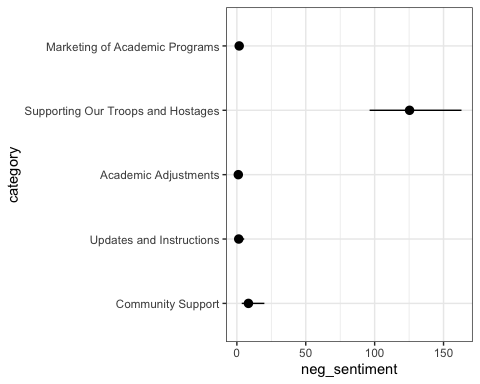 Marketing of Academic Programs
Supporting Our Troops and Hostages
Academic Adjustments
Updates and Instructions
Community Support
category
0 50 100 150
neg_sentiment